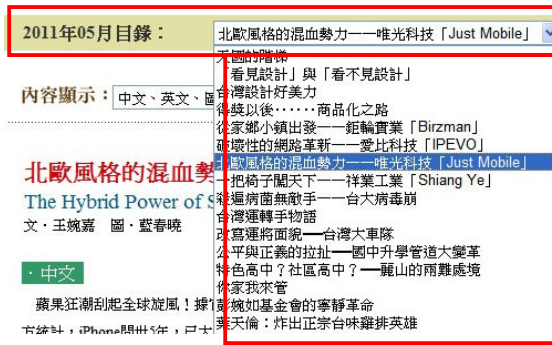 2011年05月目錄：
北歐風格的混血勢力──唯光科技「Just Mobile」
天國的階梯
「看見設計」與「看不見設計」
台灣設計好美力
得獎以後‥‥‥商品化之路
從家鄉小鎮出發──鉅輪實業「Birzman」
破壞性的網路革新──愛比科技「IPEVO」
北歐風格的混血勢力──唯光科技「Just Mobile」
一把椅子闖天下──祥業工業「Shiang Ye」
殺遍病菌無敵手──台大病毒崩
台灣運轉手物語
改寫運將面貌──台灣大車隊
公平與正義的拉扯──國中升學管道大變革
特色高中？社區高中？──麗山的兩難處境
你家我來管
彭婉如基金會的寧靜革命
葉天倫：炸出正宗台味雞排英雄
內容顯示：
中文、英文、
北歐風格的混血勢
The Hybrid Power of S
文‧王婉嘉 圖‧藍春曉
‧中文
蘋果狂潮刮起全球旋風！據
方統計，iPhone問世5年，已大